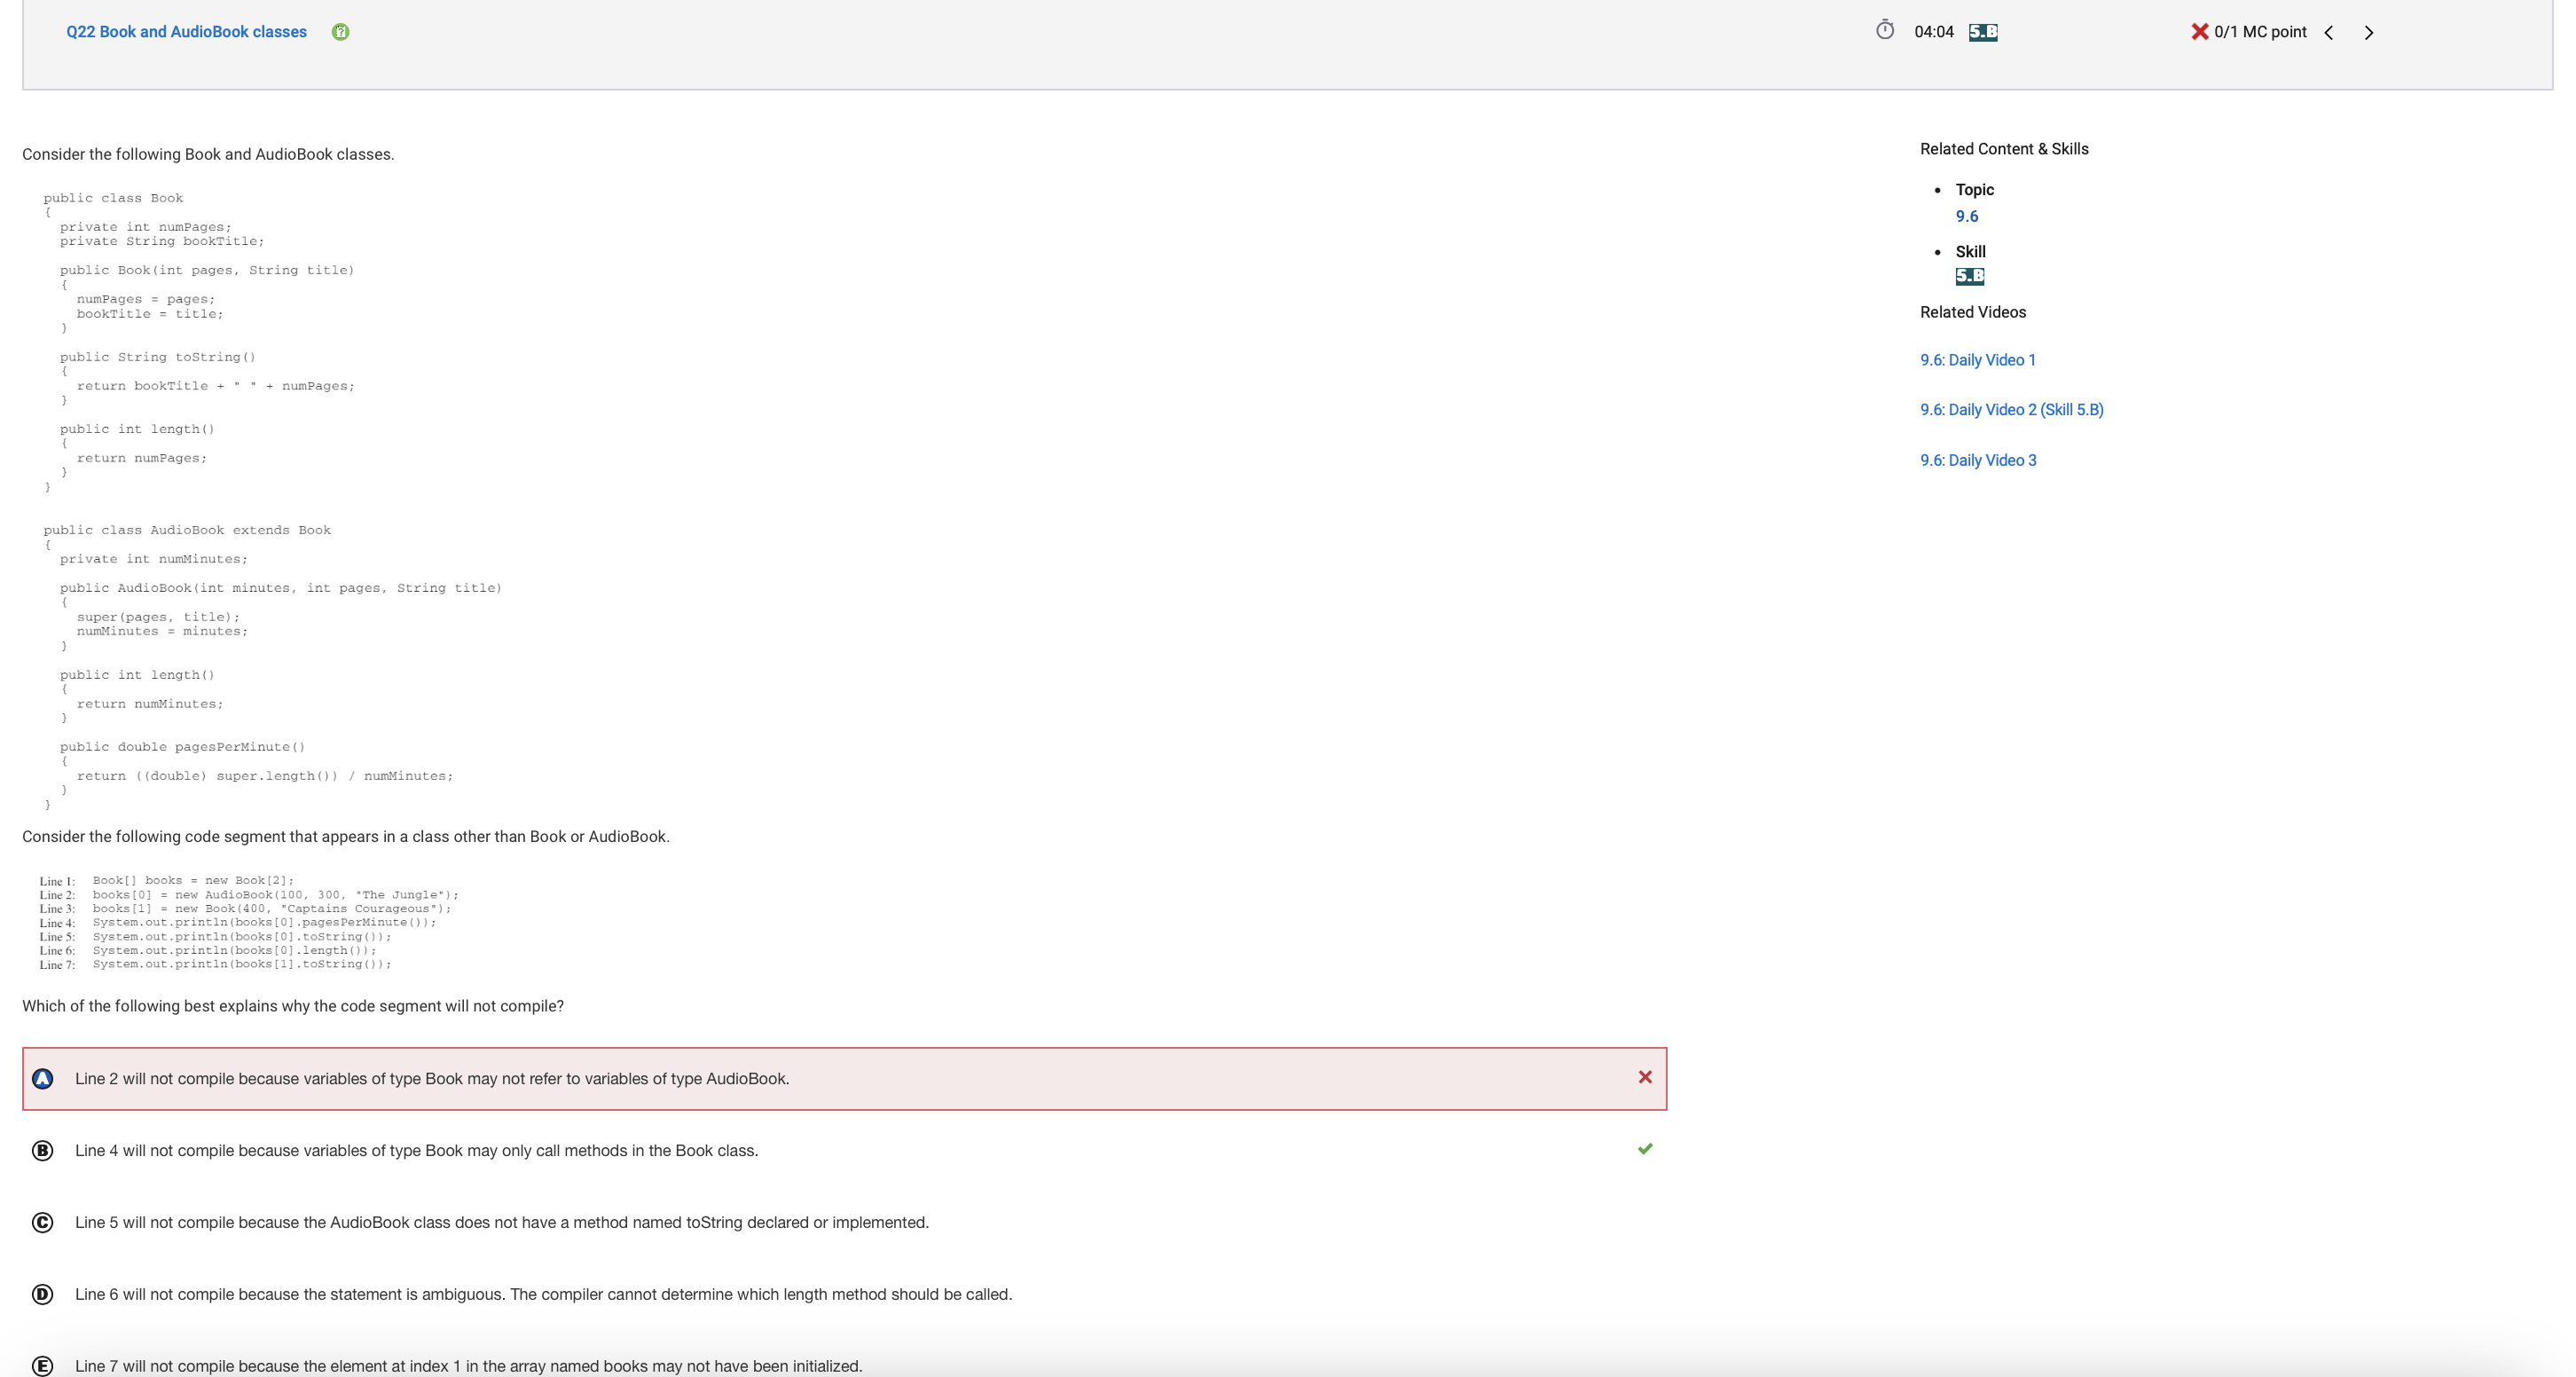 Q22 Book and AudioBook classes
04:04 5.B
0/1 MC point
Consider the following Book and AudioBook classes.
public class Book
{
private int numPages;
private String bookTitle;
public Book(int pages, String title)
{
numPages = pages;
bookTitle = title;
}
public String toString()
{
return bookTitle + " " + numPages;
}
public int length()
{
return numPages;
}
}
public class AudioBook extends Book
{
private int numMinutes;
public AudioBook(int minutes, int pages, String title)
{
super(pages, title);
numMinutes = minutes;
}
public int length()
{
return numMinutes;
}
public double pagesPerMinute()
{
return ((double) super.length()) / numMinutes;
}
}
Consider the following code segment that appears in a class other than Book or AudioBook.
Line 1: Book[] books = new Book[2];
Line 2: books[0] = new AudioBook(100, 300, "The Jungle");
Line 3: books[1] = new Book(400, "Captains Courageous");
Line 4: System.out.println(books[0].pagesPerMinute());
Line 5: System.out.println(books[0].toString());
Line 6: System.out.println(books[0].length());
Line 7: System.out.println(books[1].toString());
Which of the following best explains why the code segment will not compile?
A Line 2 will not compile because variables of type Book may not refer to variables of type AudioBook.
B Line 4 will not compile because variables of type Book may only call methods in the Book class.
C Line 5 will not compile because the AudioBook class does not have a method named toString declared or implemented.
D Line 6 will not compile because the statement is ambiguous. The compiler cannot determine which length method should be called.
E Line 7 will not compile because the element at index 1 in the array named books may not have been initialized.
Related Content & Skills
• Topic
9.6
• Skill
5.B
Related Videos
9.6: Daily Video 1
9.6: Daily Video 2 (Skill 5.B)
9.6: Daily Video 3